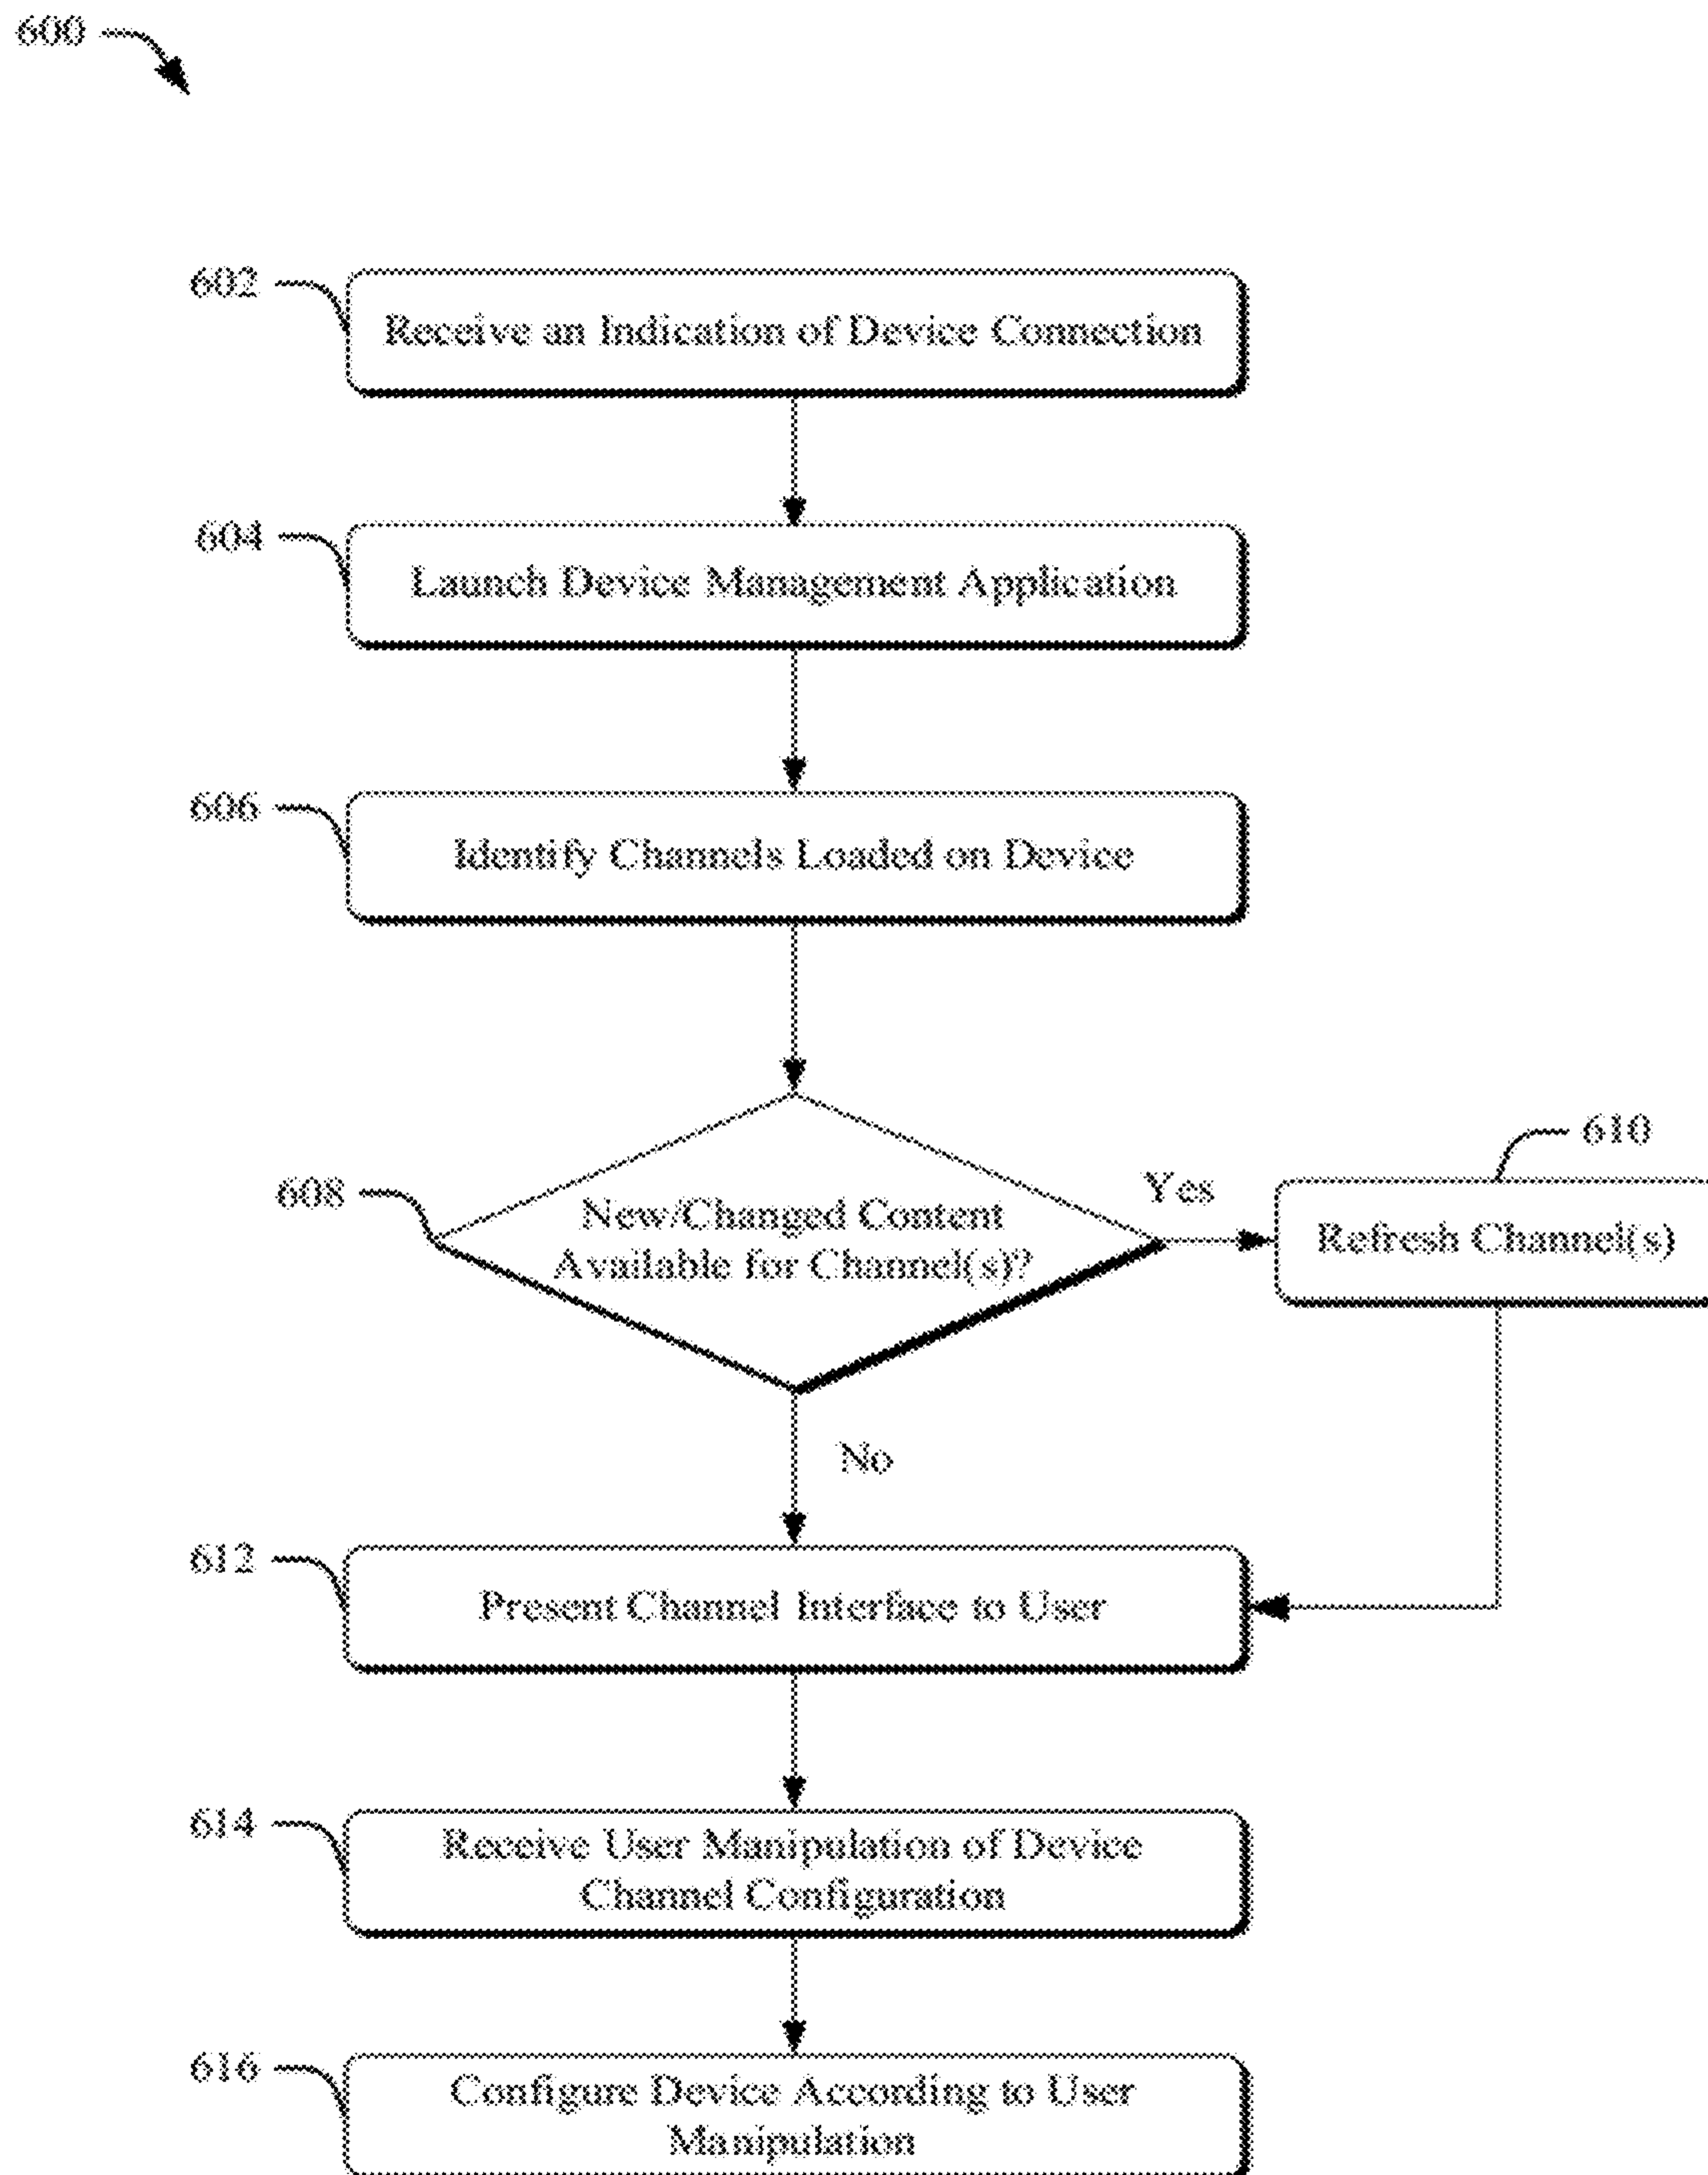 600
602
Receive an Indication of Device Connection
604
Launch Device Management Application
606
Identify Channels Loaded on Device
608
New/Changed Content
Available for Channel(s)?
Yes
610
Refresh Channel(s)
No
612
Present Channel Interface to User
614
Receive User Manipulation of Device
Channel Configuration
616
Configure Device According to User
Manipulation